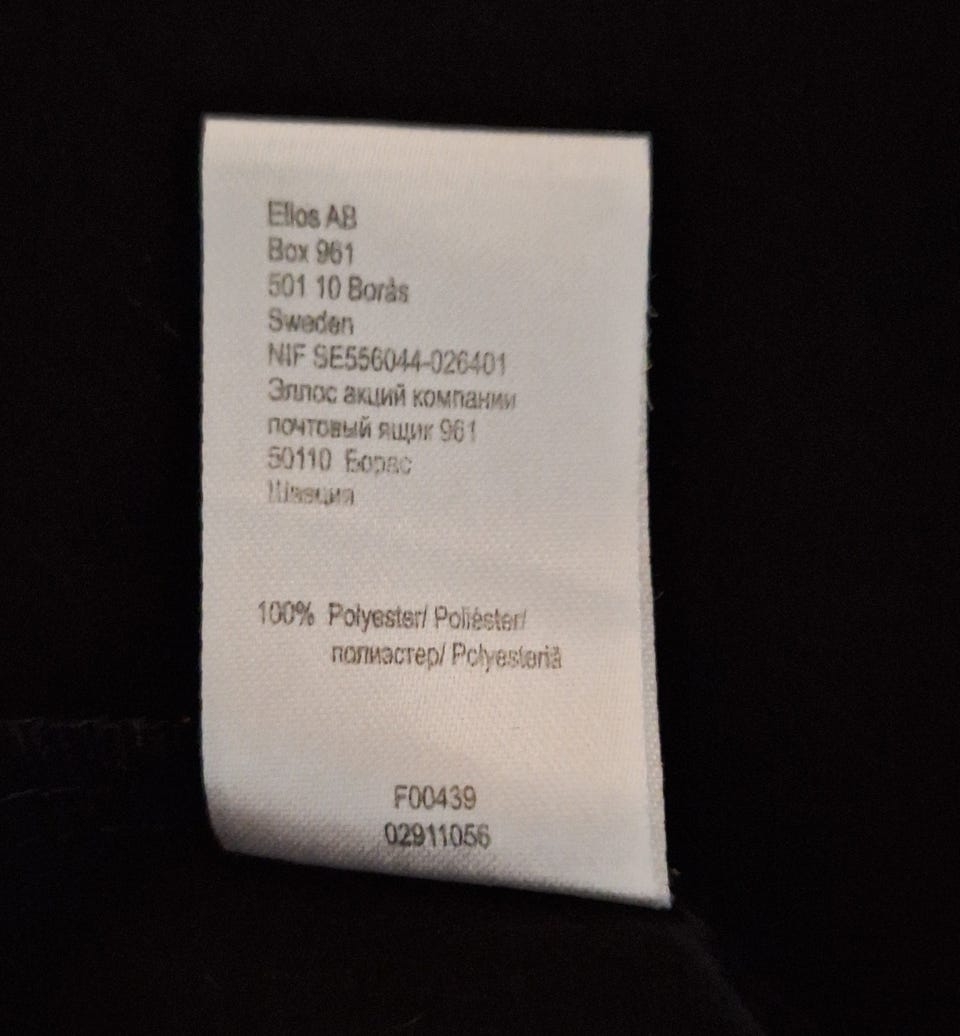 Ellos AB
Box 961
501 10 Borås
Sweden
NIF SE556044-026401
Эллос акций компании
почтовый ящик 961
50110 Борас
Швеция
100% Polyester/ Poliéster/
полиэстер/ Polyesteriä
F00439
02911056